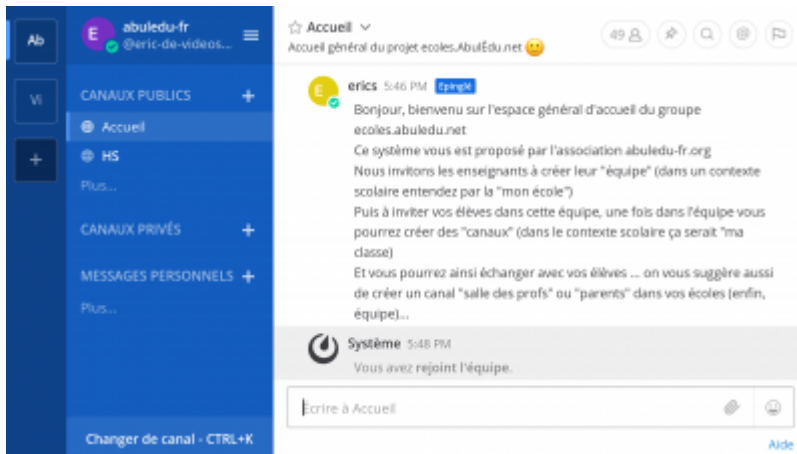 Ab
Vi
+
E
abuledu-fr
@eric-de-videos...
CANAUX PUBLICS +
Accueil
HS
Plus...
CANAUX PRIVÉS +
MESSAGES PERSONNELS +
Plus...
Changer de canal - CTRL+K
Accueil
Accueil général du projet ecoles.AbulÉdu.net
49
@
E
erics 5:46 PM Épinglé
Bonjour, bienvenu sur l'espace général d'accueil du groupe
ecoles.abuledu.net
Ce système vous est proposé par l'association abuledu-fr.org
Nous invitons les enseignants à créer leur "équipe" (dans un contexte
scolaire entendez par la "mon école")
Puis à inviter vos élèves dans cette équipe, une fois dans l'équipe vous
pourrez créer des "canaux" (dans le contexte scolaire ça serait "ma
classe)
Et vous pourrez ainsi échanger avec vos élèves ... on vous suggère aussi
de créer un canal "salle des profs" ou "parents" dans vos écoles (enfin,
équipe)...
Système 5:48 PM
Vous avez rejoint l'équipe.
Écrire à Accueil
Aide